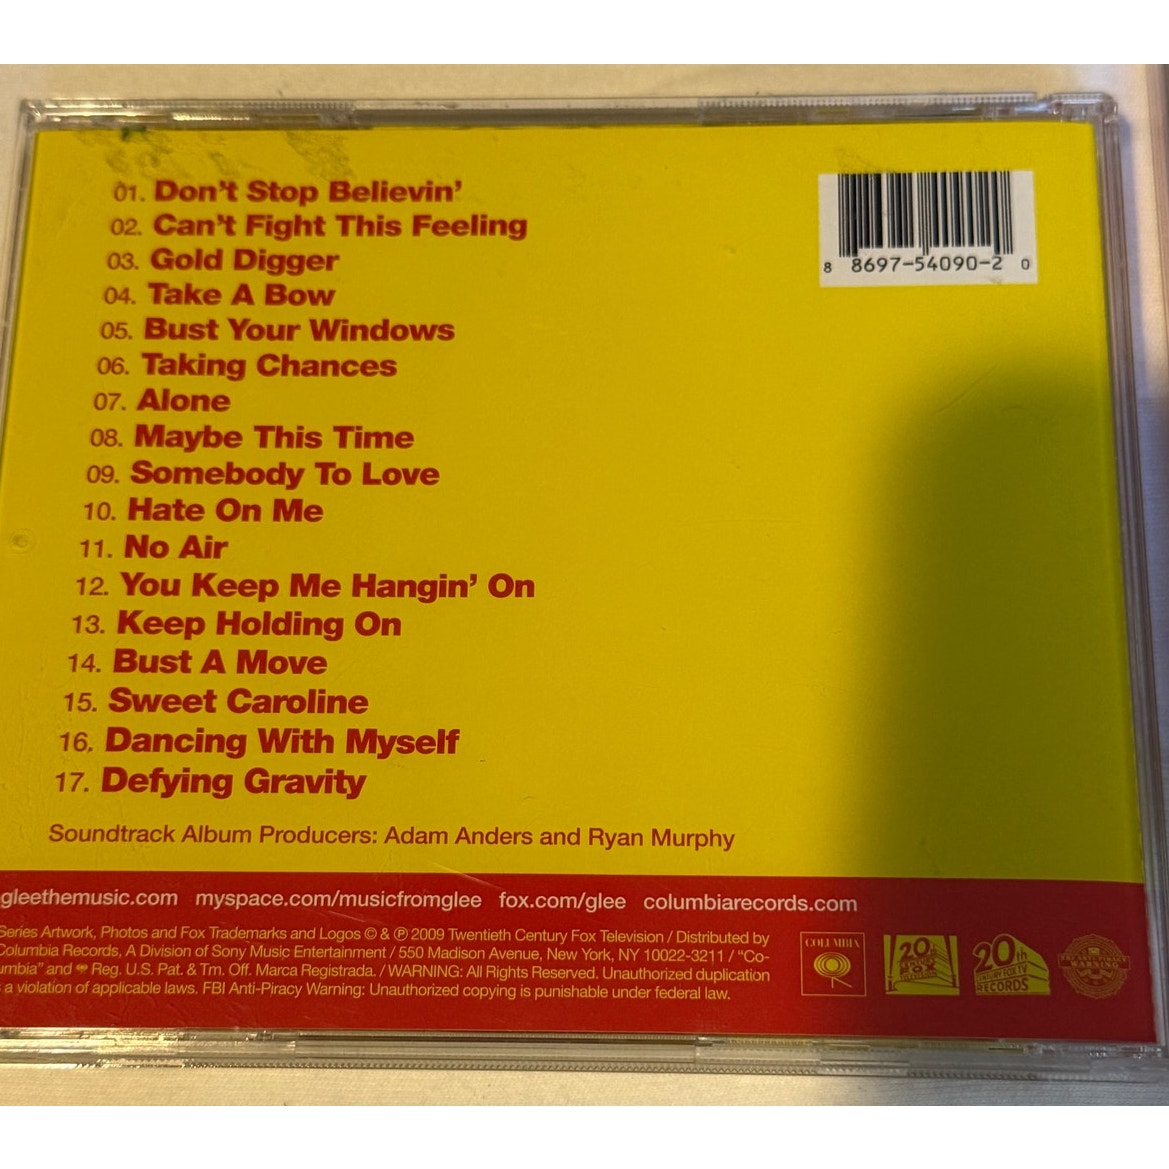 01. Don't Stop Believin'
02. Can't Fight This Feeling
03. Gold Digger
04. Take A Bow
05. Bust Your Windows
06. Taking Chances
07. Alone
08. Maybe This Time
09. Somebody To Love
10. Hate On Me
11. No Air
12. You Keep Me Hangin' On
13. Keep Holding On
14. Bust A Move
15. Sweet Caroline
16. Dancing With Myself
17. Defying Gravity
8 8697-54090-2 0
Soundtrack Album Producers: Adam Anders and Ryan Murphy
gleethemusic.com myspace.com/musicfromglee fox.com/glee columbiarecords.com
Series Artwork, Photos and Fox Trademarks and Logos © & ℗ 2009 Twentieth Century Fox Television / Distributed by
Columbia Records, A Division of Sony Music Entertainment / 550 Madison Avenue, New York, NY 10022-3211 / "Co-
umbia" and Reg. U.S. Pat. & Tm. Off. Marca Registrada. / WARNING: All Rights Reserved. Unauthorized duplication
a violation of applicable laws. FBI Anti-Piracy Warning: Unauthorized copying is punishable under federal law.
COLUMBIA
20th
20th
CENTURY FOX TV
RECORDS